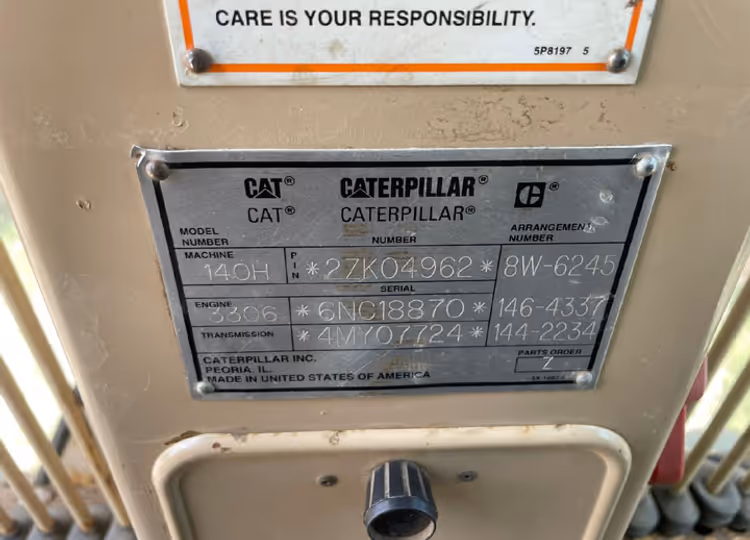 CARE IS YOUR RESPONSIBILITY.
5P8197 5
CAT® CATERPILLAR® C®
CAT® CATERPILLAR®
MODEL NUMBER NUMBER ARRANGEMENT NUMBER
MACHINE 140H PIN *2ZK04962* 8W-6245
SERIAL
ENGINE 3306 *6NC18870* 146-4337
TRANSMISSION *4MY07724* 144-2234
CATERPILLAR INC. PARTS ORDER
PEORIA, IL. Z
MADE IN UNITED STATES OF AMERICA